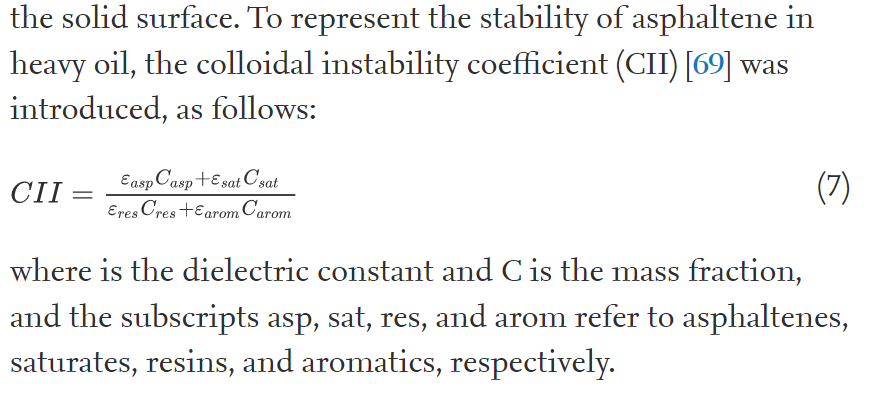 the solid surface. To represent the stability of asphaltene in
heavy oil, the colloidal instability coefficient (CII) [69] was
introduced, as follows:
CII = \frac{\varepsilon_{asp}C_{asp}+\varepsilon_{sat}C_{sat}}{\varepsilon_{res}C_{res}+\varepsilon_{arom}C_{arom}} (7)
where is the dielectric constant and C is the mass fraction,
and the subscripts asp, sat, res, and arom refer to asphaltenes,
saturates, resins, and aromatics, respectively.